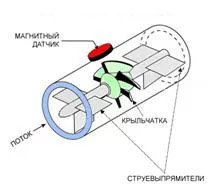 МАГНИТНЫЙ
ДАТЧИК
КРЫЛЬЧАТКА
ПОТОК
СТРУЕВЫПРЯМИТЕЛИ